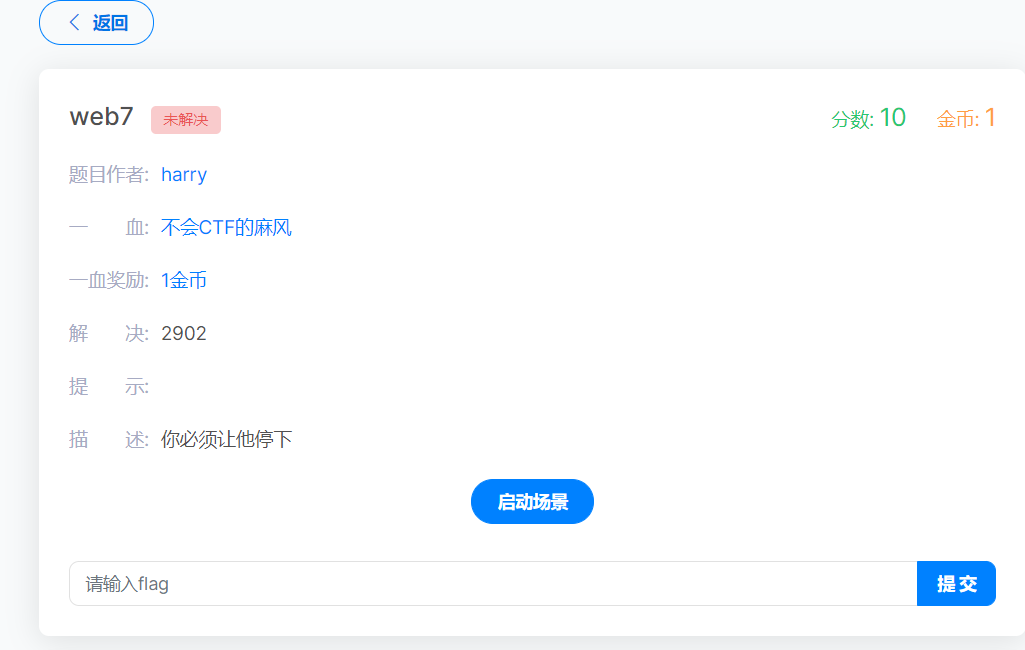 返回
web7 未解决 分数: 10 金币: 1
题目作者: harry
一 血: 不会CTF的麻风
一血奖励: 1金币
解 决: 2902
提 示:
描 述: 你必须让他停下
启动场景
请输入flag 提交